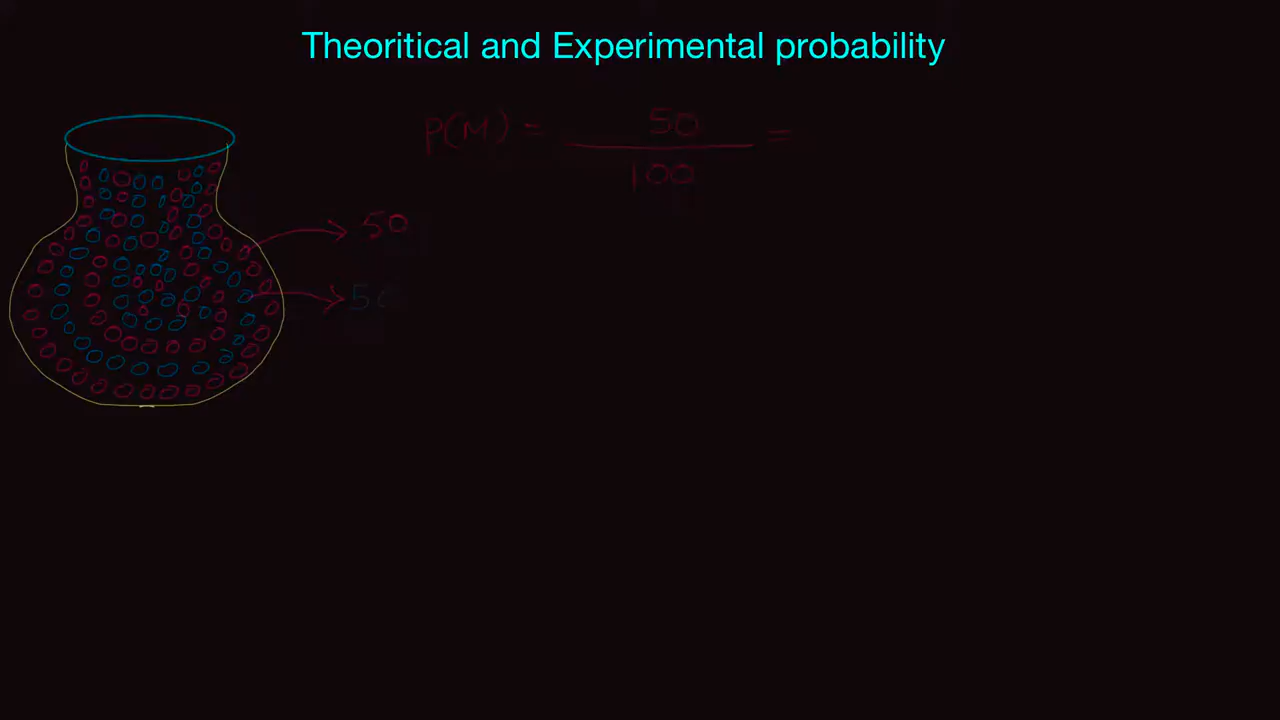 Theoritical and Experimental probability
P(M) = 50 / 100 =
50
50